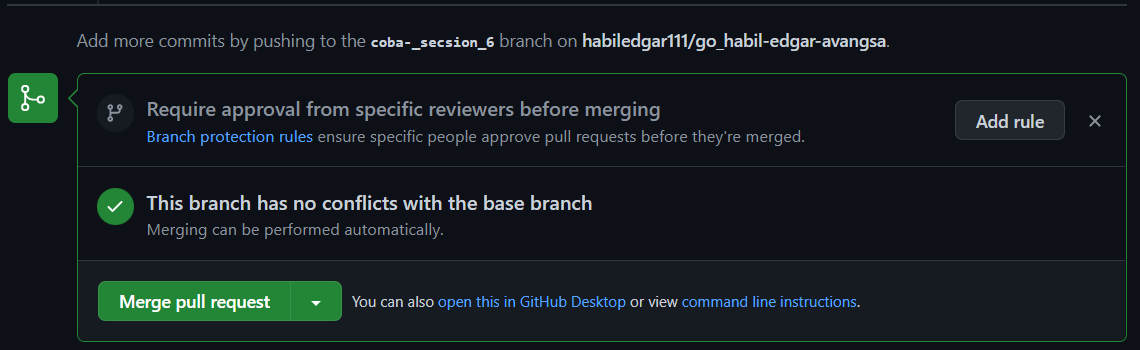 Add more commits by pushing to the coba-_secsion_6 branch on habiledgar111/go_habil-edgar-avangsa.
Require approval from specific reviewers before merging
Add rule
Branch protection rules ensure specific people approve pull requests before they're merged.
This branch has no conflicts with the base branch
Merging can be performed automatically.
Merge pull request
You can also open this in GitHub Desktop or view command line instructions.